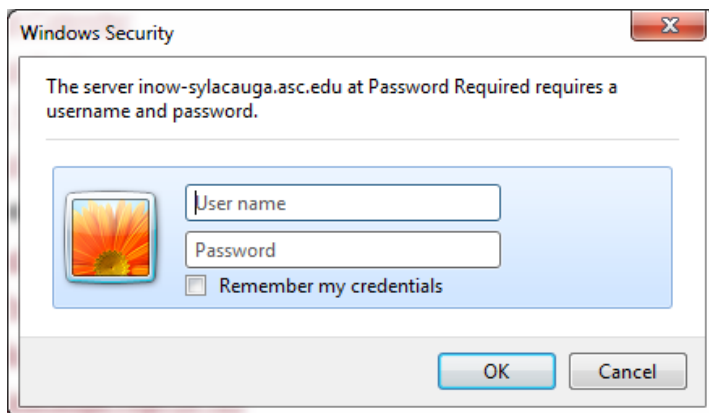 Windows Security
The server inow-sylacauga.asc.edu at Password Required requires a
username and password.
User name
Password
Remember my credentials
OK Cancel